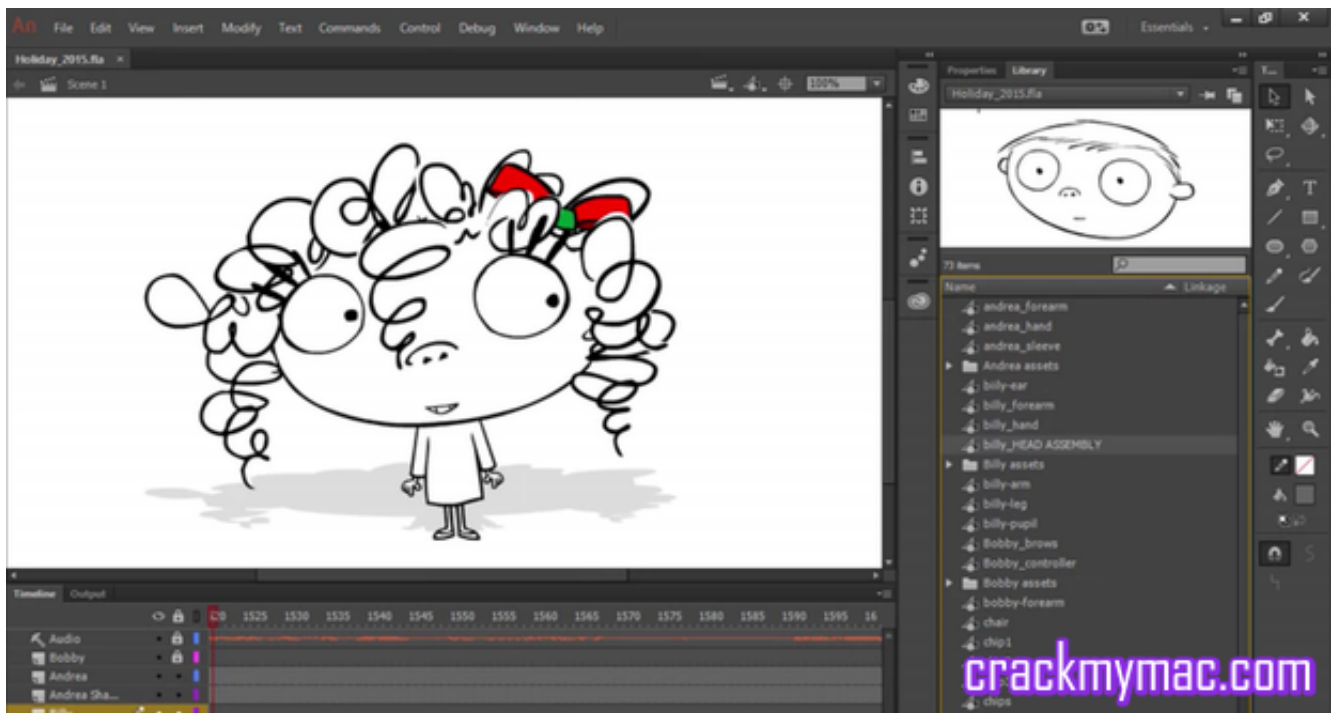 An File Edit View Insert Modify Text Commands Control Debug Window Help
Essentials
Holiday_2015.fla ×
Scene 1
100%
Properties Library
T...
Holiday_2015.fla
73 items
Name Linkage
andrea_forearm
andrea_hand
andrea_sleeve
Andrea assets
billy-ear
billy_forearm
billy_hand
billy_HEAD ASSEMBLY
Billy assets
billy-arm
billy-leg
billy-pupil
Bobby_brows
Bobby_controller
Bobby assets
bobby-forearm
chair
chip1
chips
Timeline Output
1525 1530 1535 1540 1545 1550 1555 1560 1565 1570 1575 1580 1585 1590 1595 16
Audio
Bobby
Andrea
Andrea Sha...
Billy
crackmymac.com